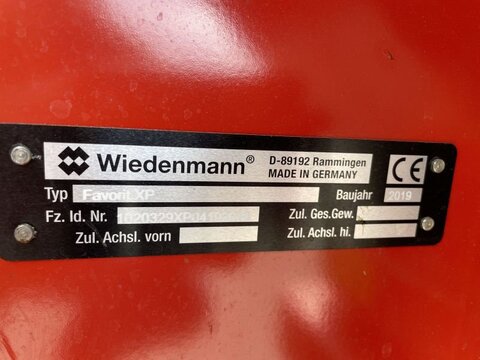 Wiedenmann®
D-89192 Rammingen
MADE IN GERMANY
CE
Typ Favorit XP Baujahr 2019
Fz. Id. Nr. Zul. Ges.Gew.
Zul. Achsl. vorn Zul. Achsl. hi.